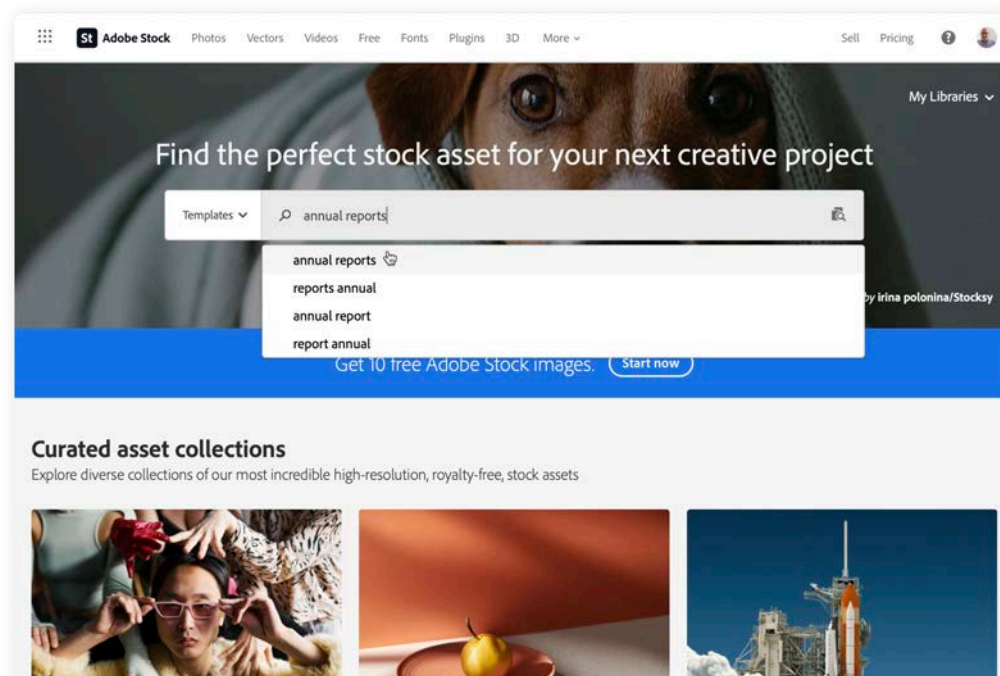 St Adobe Stock Photos Vectors Videos Free Fonts Plugins 3D More Sell Pricing ?
My Libraries
Find the perfect stock asset for your next creative project
Templates annual reports
annual reports
reports annual
by irina polonina/Stocksy
annual report
report annual
Get 10 free Adobe Stock images. Start now
Curated asset collections
Explore diverse collections of our most incredible high-resolution, royalty-free, stock assets